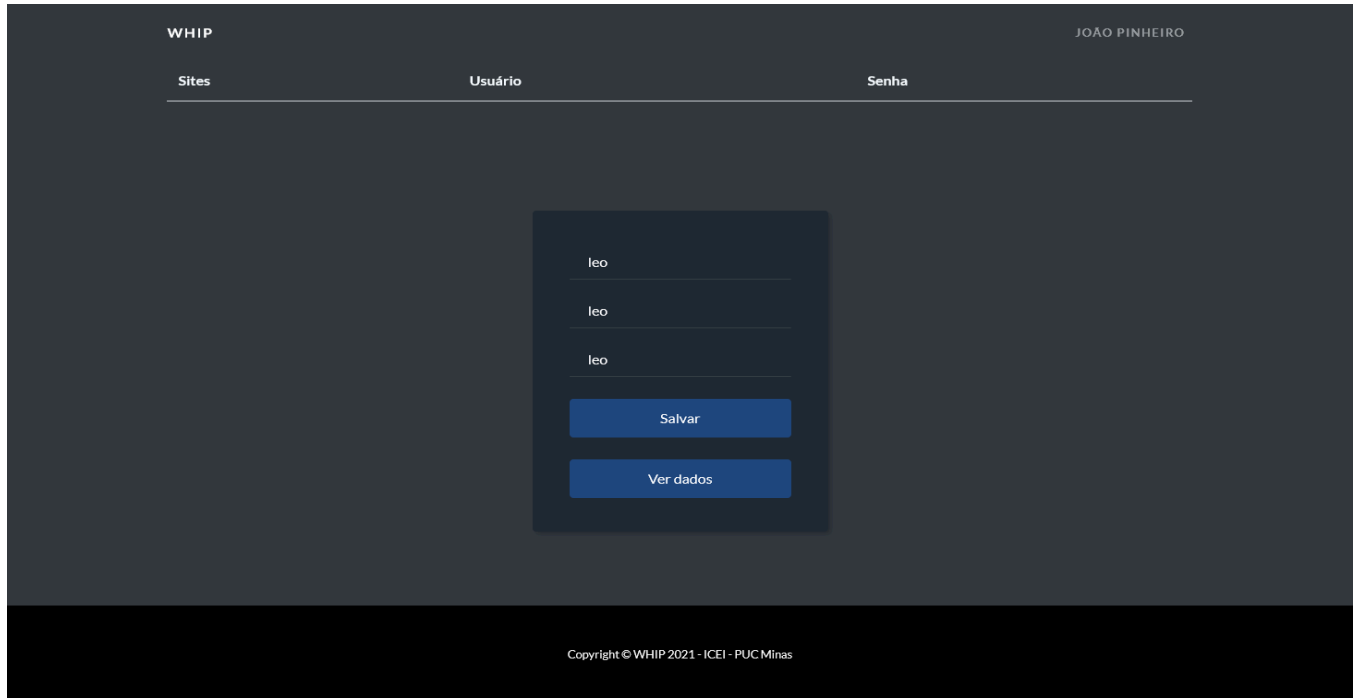 WHIP JOÃO PINHEIRO
Sites Usuário Senha
leo
leo
leo
Salvar
Ver dados
Copyright © WHIP 2021 - ICEI - PUC Minas